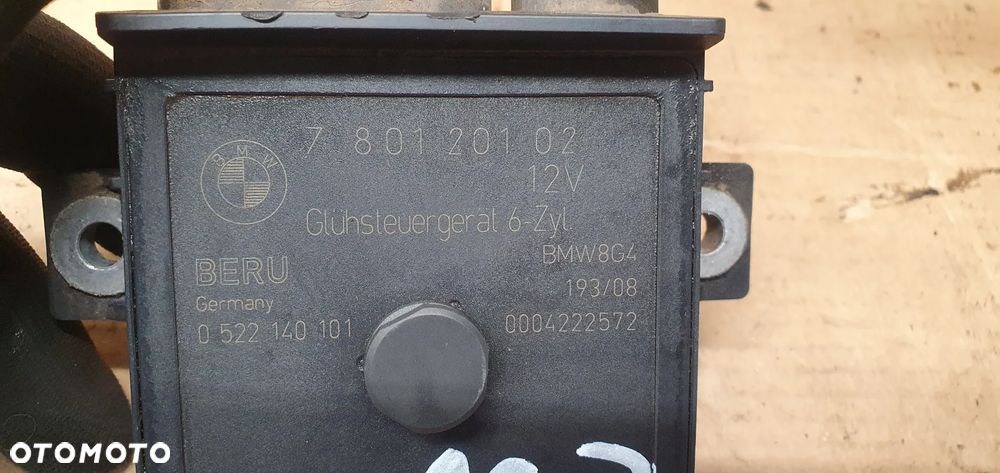 7 801 201 02
12V
BMW
Glühsteuergerät 6-Zyl.
BERU
BMW8G4
Germany
193/08
0 522 140 101
0004222572
OTOMOTO